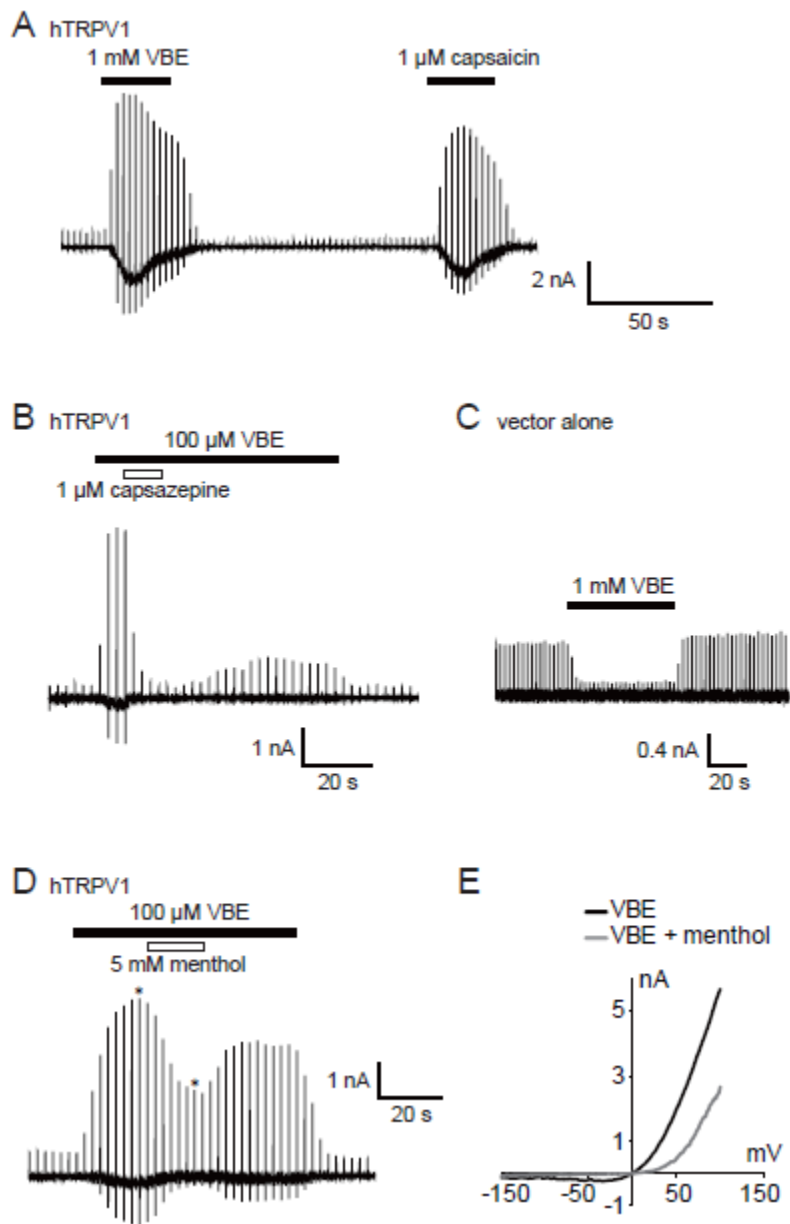 A hTRPV1
1 mM VBE
1 µM capsaicin
2 nA
50 s
B hTRPV1
100 µM VBE
1 µM capsazepine
1 nA
20 s
C vector alone
1 mM VBE
0.4 nA
20 s
D hTRPV1
100 µM VBE
5 mM menthol
*
*
1 nA
20 s
E
VBE
VBE + menthol
nA
5
3
1
mV
-150
-50
50
150
-1